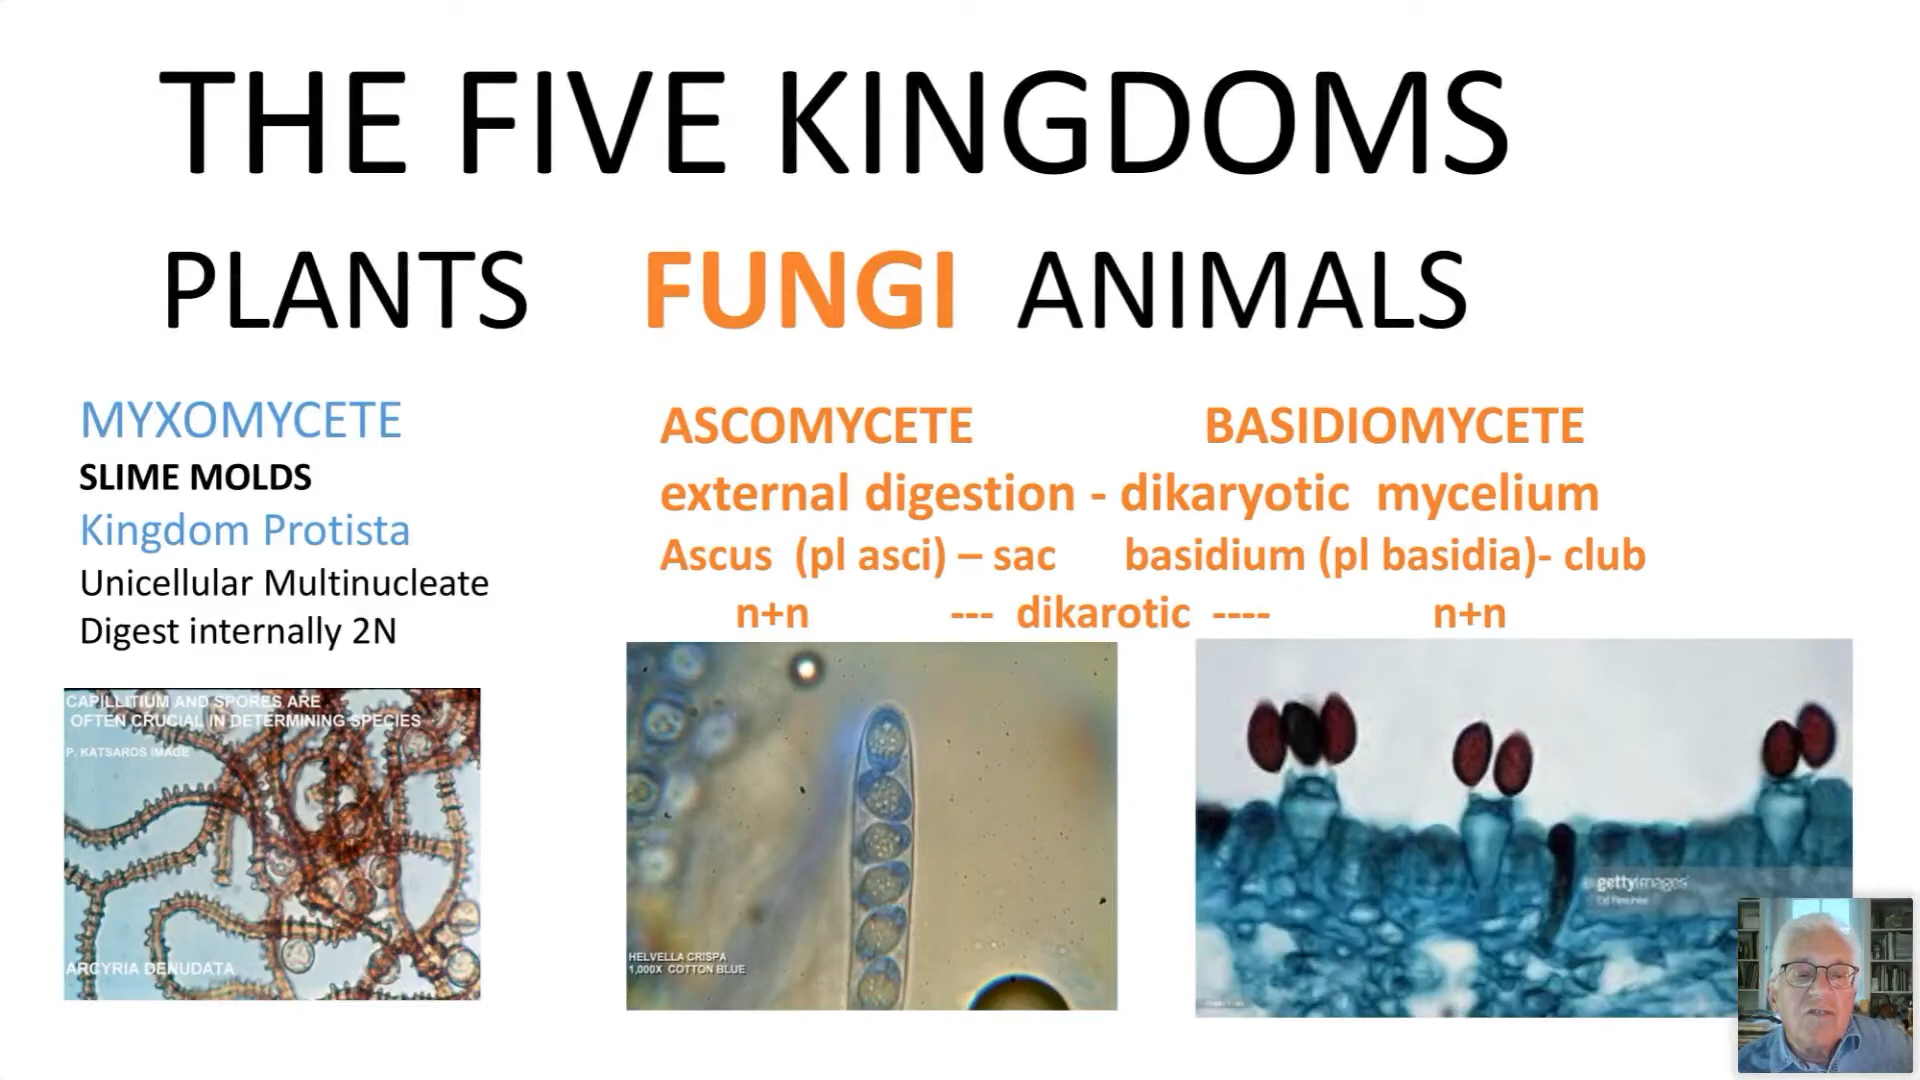 THE FIVE KINGDOMS
PLANTS FUNGI ANIMALS
MYXOMYCETE
SLIME MOLDS
Kingdom Protista
Unicellular Multinucleate
Digest internally 2N
CAPILLITIUM AND SPORES ARE
OFTEN CRUCIAL IN DETERMINING SPECIES
P. KATSAROS IMAGE
ARCYRIA DENUDATA
ASCOMYCETE BASIDIOMYCETE
external digestion - dikaryotic mycelium
Ascus (pl asci) – sac basidium (pl basidia)- club
n+n --- dikarotic ---- n+n
HELVELLA CRISPA
1,000X COTTON BLUE
gettyimages